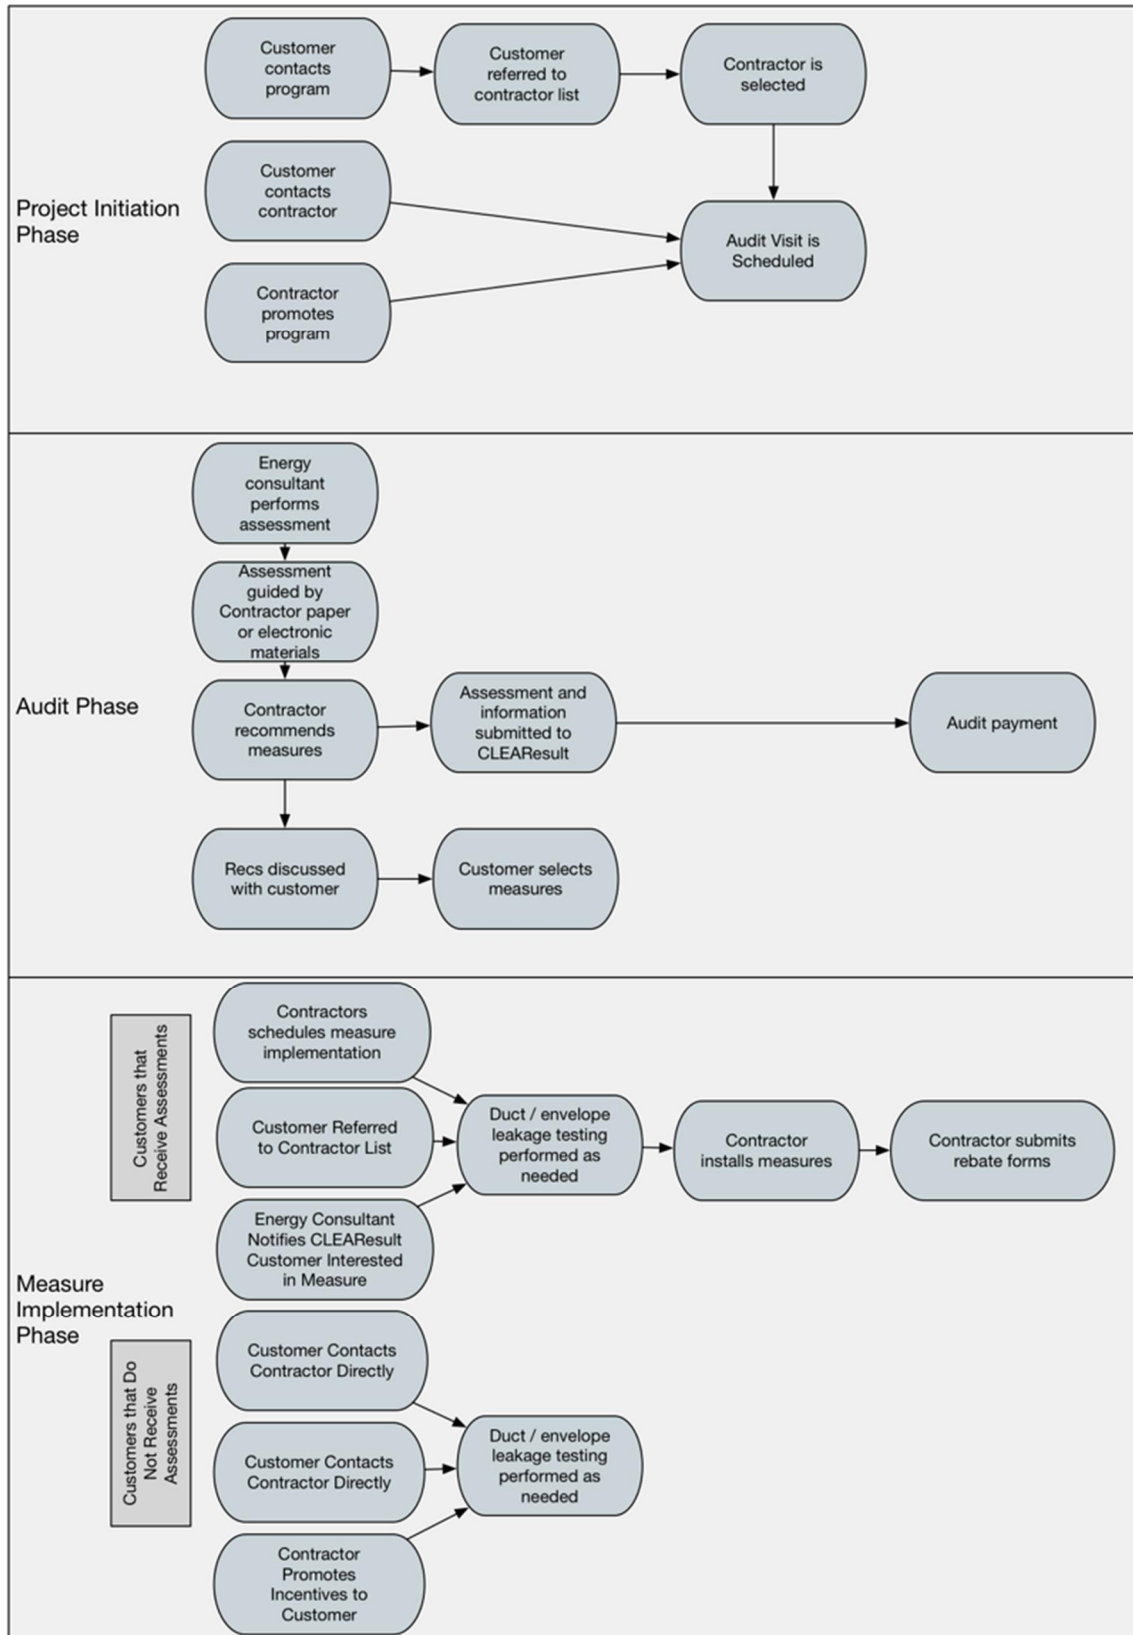 Customer
contacts
program
Customer
referred to
contractor list
Contractor is
selected
Customer
contacts
contractor
Project Initiation
Phase
Audit Visit is
Scheduled
Contractor
promotes
program
Energy
consultant
performs
assessment
Assessment
guided by
Contractor paper
or electronic
materials
Audit Phase
Contractor
recommends
measures
Assessment and
information
submitted to
CLEAResult
Audit payment
Recs discussed
with customer
Customer selects
measures
Customers that
Receive Assessments
Contractors
schedules measure
implementation
Customer Referred
to Contractor List
Duct / envelope
leakage testing
performed as
needed
Contractor
installs measures
Contractor submits
rebate forms
Energy Consultant
Notifies CLEAResult
Customer Interested
in Measure
Measure
Implementation
Phase
Customers that Do
Not Receive
Assessments
Customer Contacts
Contractor Directly
Customer Contacts
Contractor Directly
Duct / envelope
leakage testing
performed as
needed
Contractor
Promotes
Incentives to
Customer